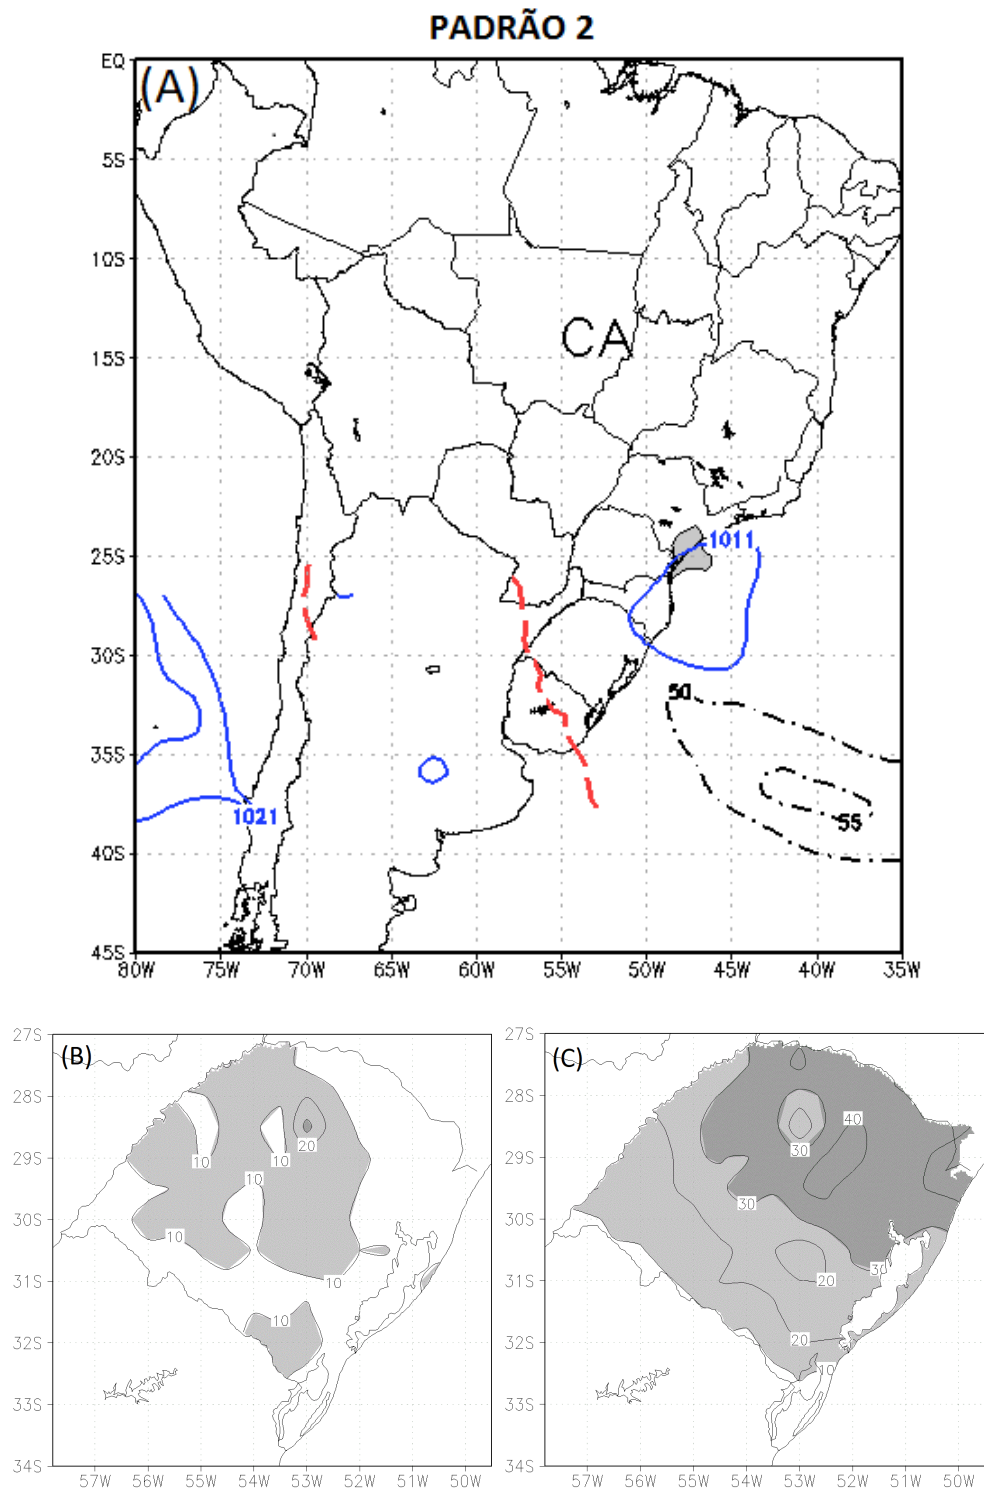 PADRÃO 2
EQ
(A)
5S
10S
CA
15S
20S
25S
1011
30S
50
35S
1021
55
40S
45S
80W 75W 70W 65W 60W 55W 50W 45W 40W 35W
27S
(B)
28S
20
29S
10
10
10
30S
10
31S
10
10
32S
33S
34S
57W 56W 55W 54W 53W 52W 51W 50W
27S
(C)
28S
40
29S
30
30
30S
30
31S
20
20
32S
10
33S
34S
57W 56W 55W 54W 53W 52W 51W 50W